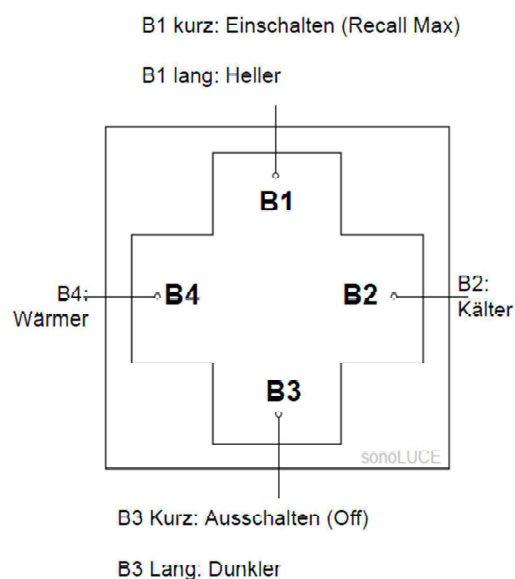 B1 kurz: Einschalten (Recall Max)
B1 lang: Heller
B1
B4:
Wärmer
B4
B2
B2:
Kälter
B3
sonoLUCE
B3 Kurz: Ausschalten (Off)
B3 Lang: Dunkler